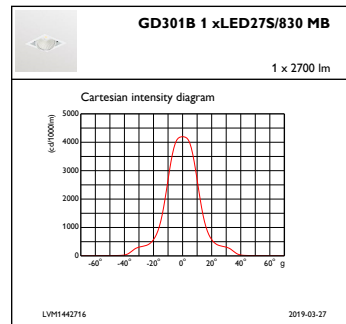 GD301B 1 xLED27S/830 MB
1 x 2700 lm
Cartesian intensity diagram
(cd/1000lm)
5000
4000
3000
2000
1000
0
-60° -40° -20° 0° 20° 40° 60° g
LVM1442716 2019-03-27